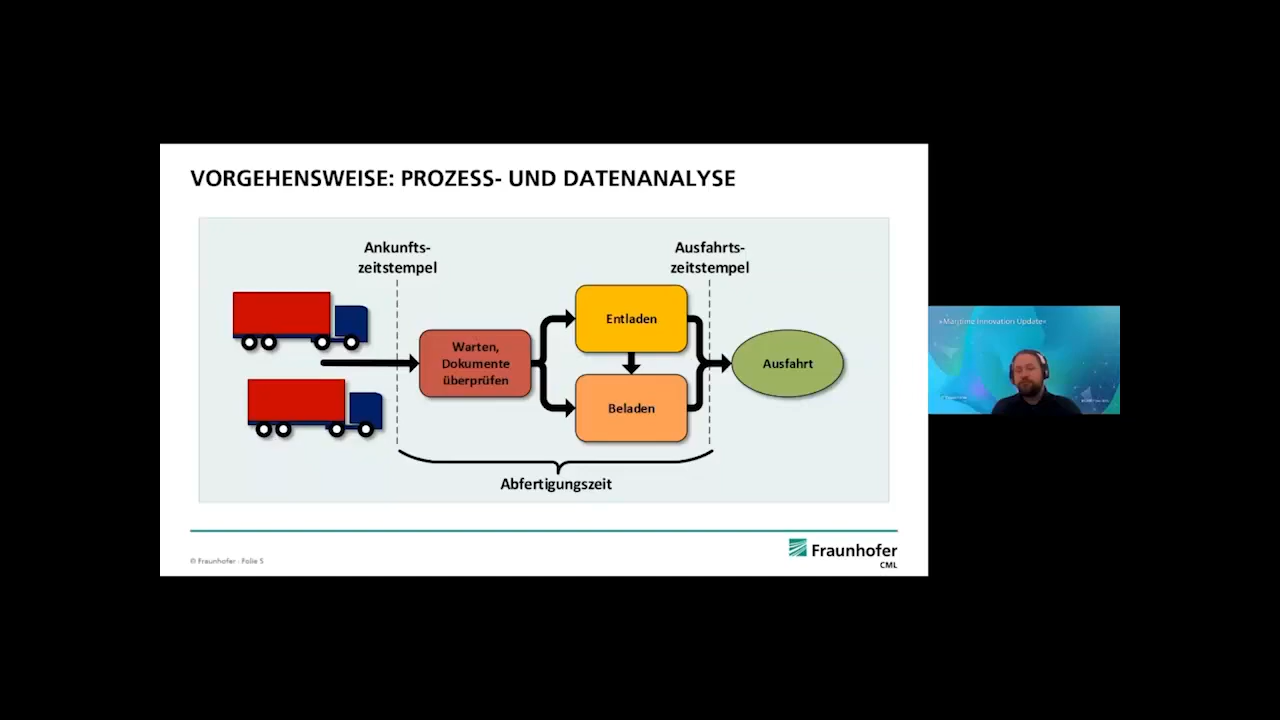 VORGEHENSWEISE: PROZESS- UND DATENANALYSE
Ankunfts-
zeitstempel
Ausfahrts-
zeitstempel
Warten,
Dokumente
überprüfen
Entladen
Beladen
Ausfahrt
Abfertigungszeit
© Fraunhofer · Folie 5
Fraunhofer
CML
»Maritime Innovation Update«